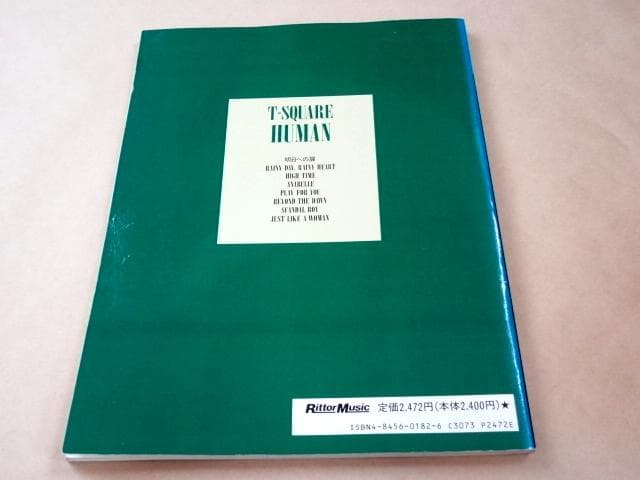 T-SQUARE
HUMAN
明日への扉
RAINY DAY, RAINY HEART
HIGH TIME
ANABELLE
PLAY FOR YOU
BEYOND THE DAWN
SCANDAL BOY
JUST LIKE A WOMAN
RittorMusic 定価2,472円(本体2,400円)★
ISBN4-8456-0182-6 C3073 P2472E